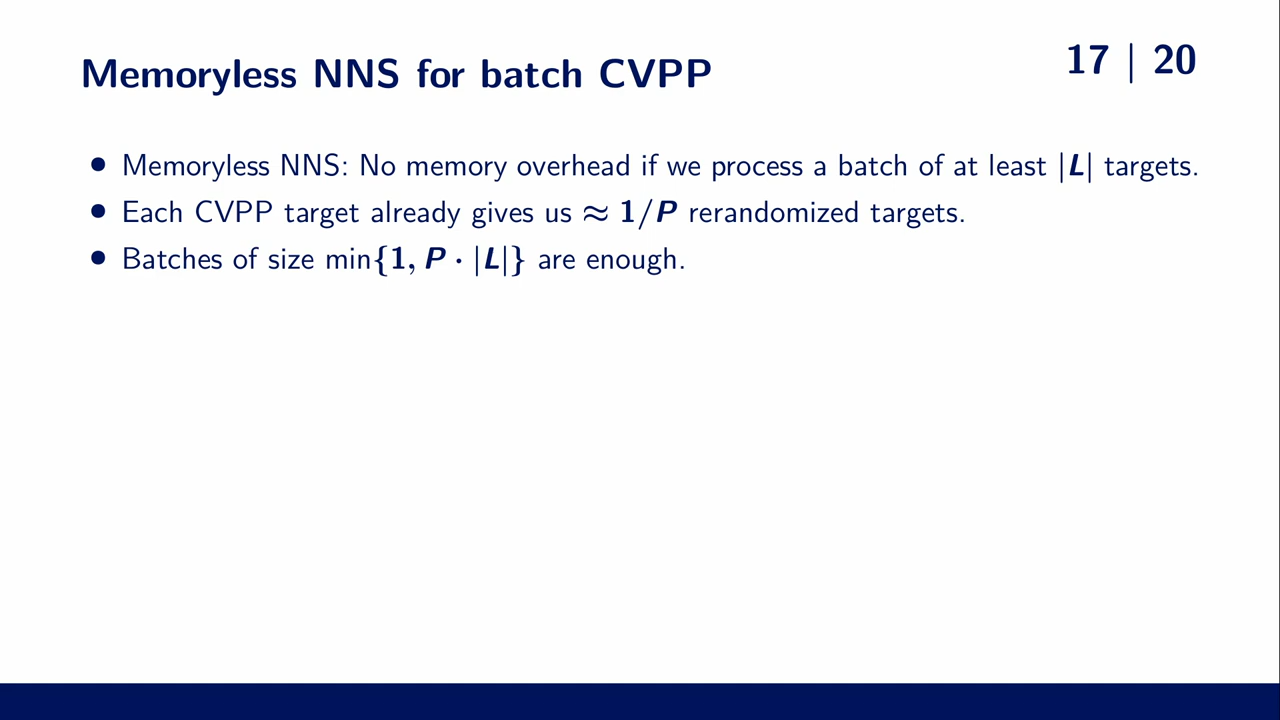 Memoryless NNS for batch CVPP
17 | 20
• Memoryless NNS: No memory overhead if we process a batch of at least |L| targets.
• Each CVPP target already gives us ≈ 1/P rerandomized targets.
• Batches of size min{1, P · |L|} are enough.